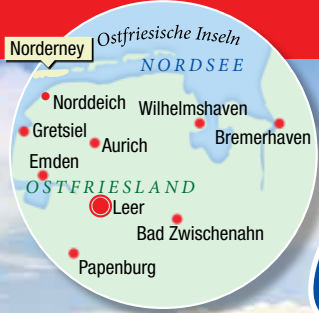 Ostfriesische Inseln
Norderney
NORDSEE
Norddeich
Wilhelmshaven
Gretsiel
Aurich
Bremerhaven
Emden
OSTFRIESLAND
Leer
Bad Zwischenahn
Papenburg